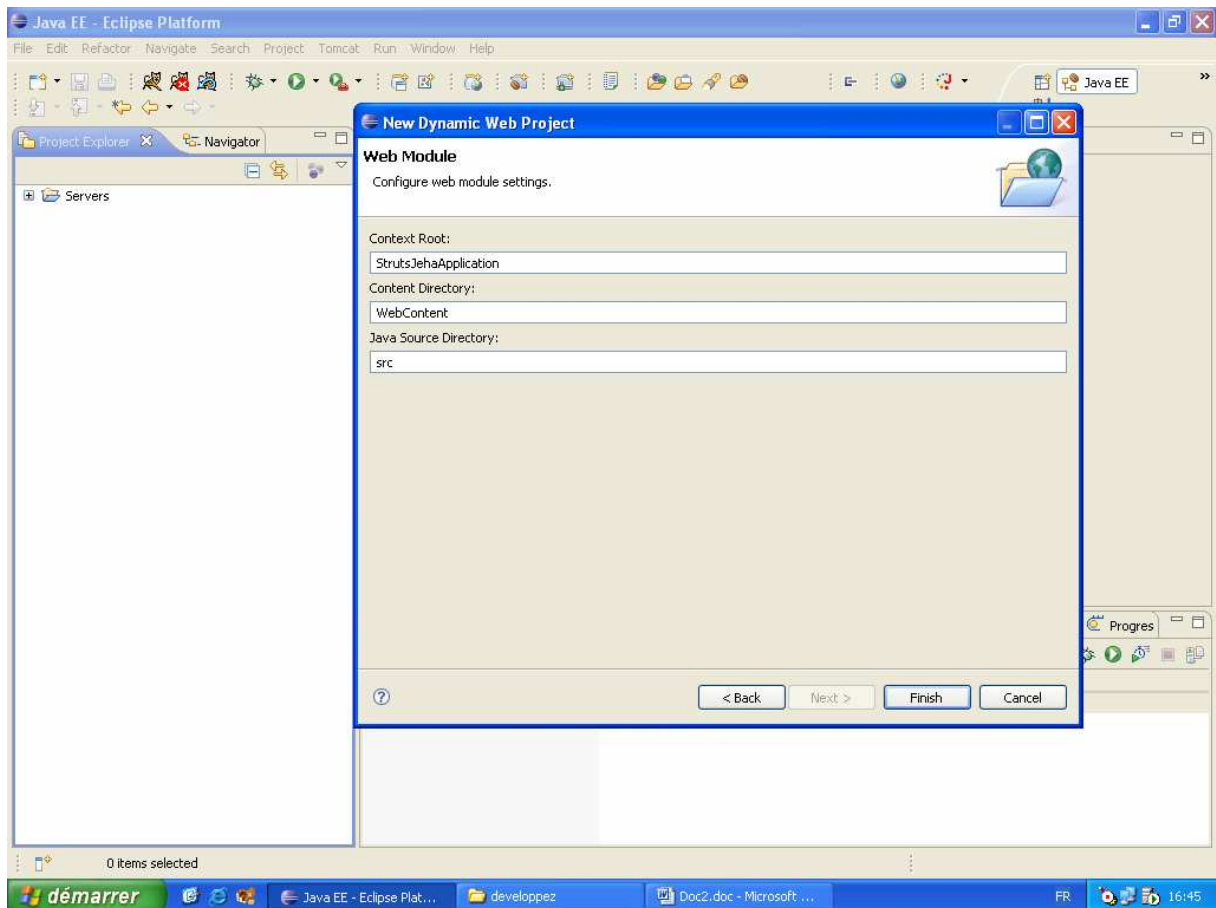 Java EE - Eclipse Platform
File Edit Refactor Navigate Search Project Tomcat Run Window Help
Java EE
»
Project Explorer
Navigator
Servers
New Dynamic Web Project
Web Module
Configure web module settings.
Context Root:
StrutsJehaApplication
Content Directory:
WebContent
Java Source Directory:
src
Progres
< Back Next > Finish Cancel
0 items selected
démarrer
Java EE - Eclipse Plat...
developpez
Doc2.doc - Microsoft ...
FR
16:45